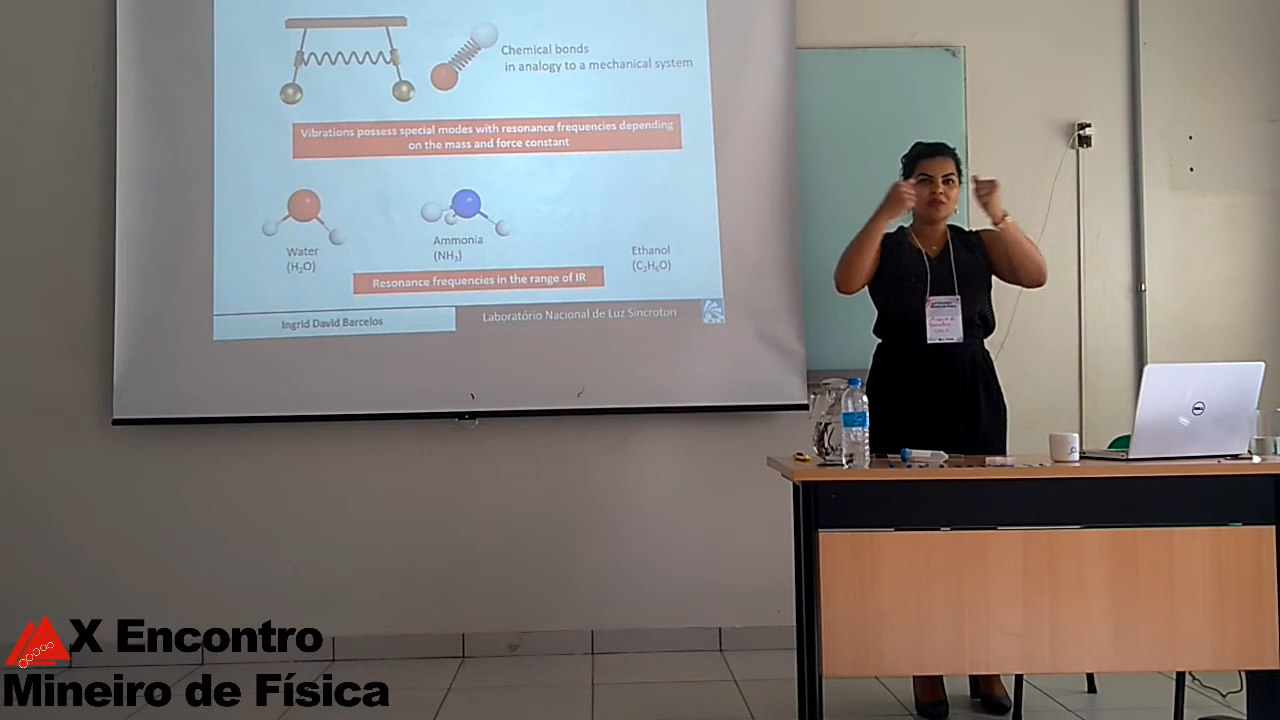 Chemical bonds
in analogy to a mechanical system
Vibrations possess special modes with resonance frequencies depending
on the mass and force constant
Water
(H₂O)
Ammonia
(NH₃)
Ethanol
(C₂H₆O)
Resonance frequencies in the range of IR
Ingrid David Barcelos
Laboratório Nacional de Luz Síncroton
DELL
X Encontro
Mineiro de Física